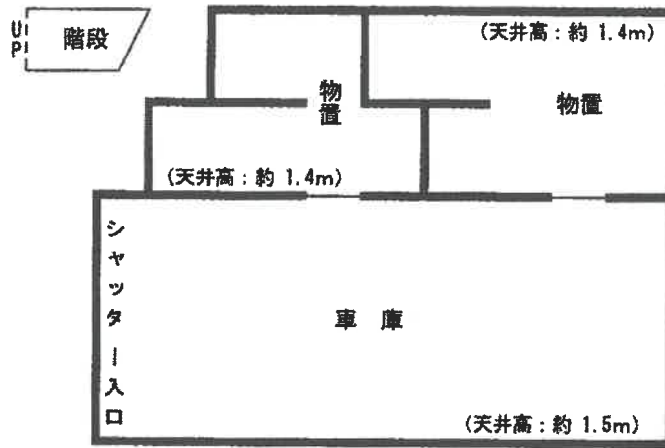 UP
階段
(天井高：約 1.4m)
物置
物置
(天井高：約 1.4m)
シャッター入口
車 庫
(天井高：約 1.5m)